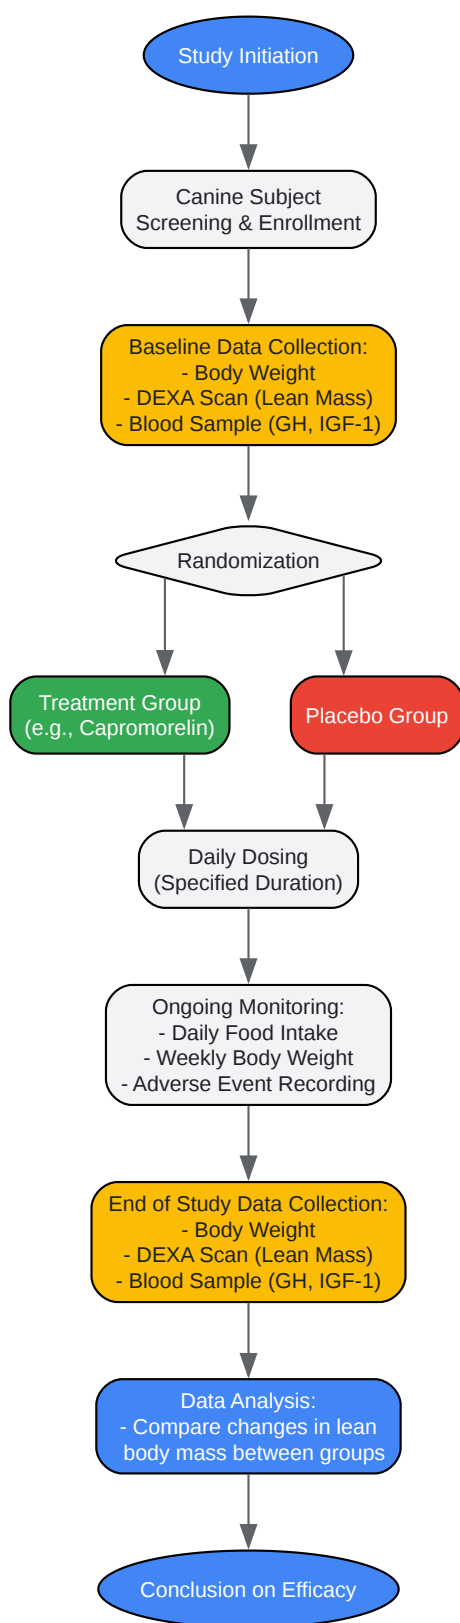 Study Initiation
Canine Subject
Screening & Enrollment
Baseline Data Collection:
- Body Weight
- DEXA Scan (Lean Mass)
- Blood Sample (GH, IGF-1)
Randomization
Treatment Group
(e.g., Capromorelin)
Placebo Group
Daily Dosing
(Specified Duration)
Ongoing Monitoring:
- Daily Food Intake
- Weekly Body Weight
- Adverse Event Recording
End of Study Data Collection:
- Body Weight
- DEXA Scan (Lean Mass)
- Blood Sample (GH, IGF-1)
Data Analysis:
- Compare changes in lean
body mass between groups
Conclusion on Efficacy